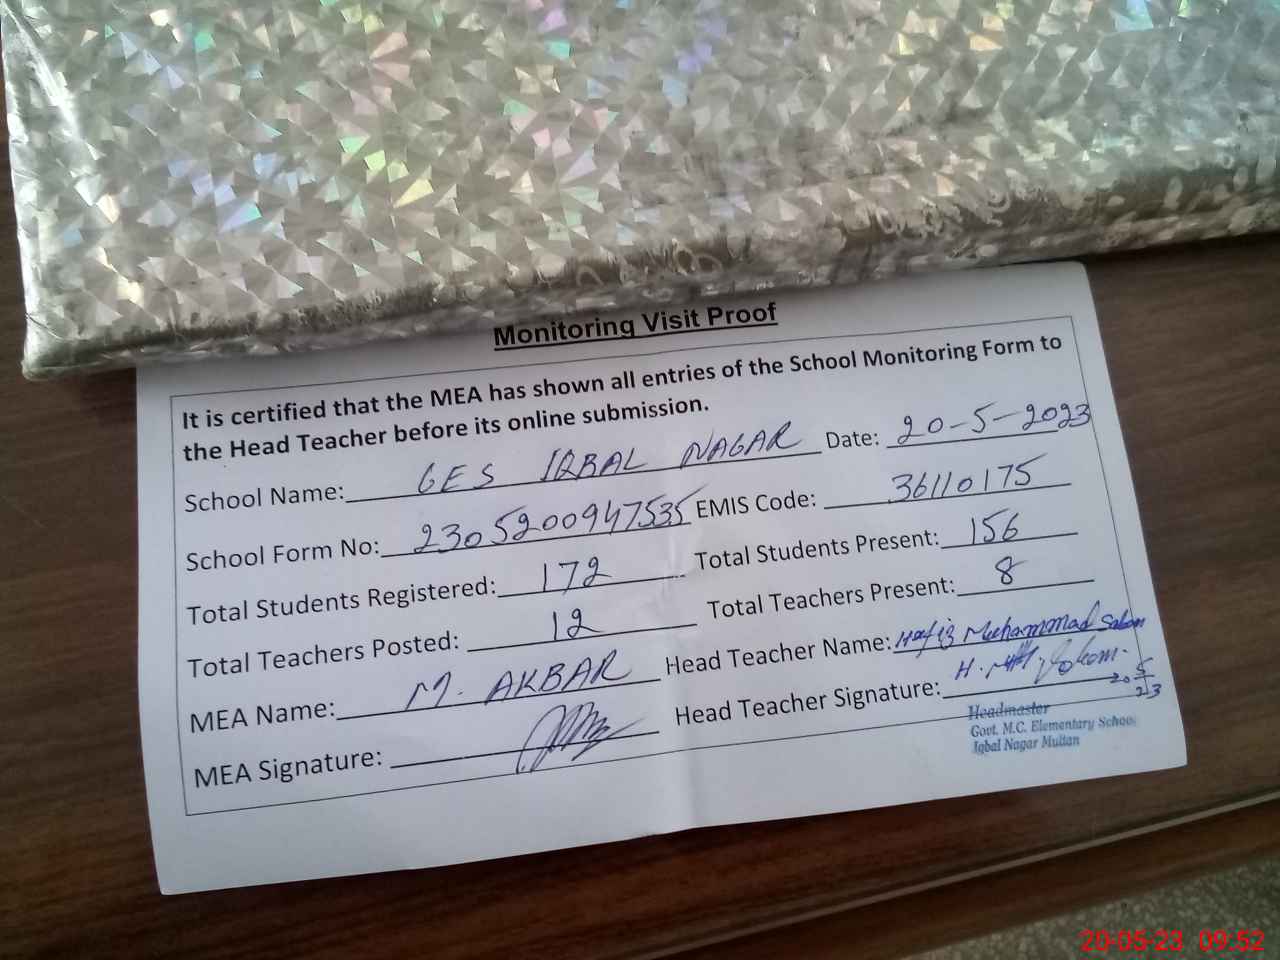 Monitoring Visit Proof
It is certified that the MEA has shown all entries of the School Monitoring Form to
the Head Teacher before its online submission.
School Name: GES IQBAL NAGAR Date: 20-5-2023
School Form No: 2305200947535 EMIS Code: 36110175
Total Students Registered: 172 Total Students Present: 156
Total Teachers Posted: 12 Total Teachers Present: 8
MEA Name: M. AKBAR Head Teacher Name: Hafiz Muhammad
MEA Signature: Head Teacher Signature:
20 5/23
Headmaster
Govt. M.C. Elementary School
Iqbal Nagar Multan
20-05-23 09:52